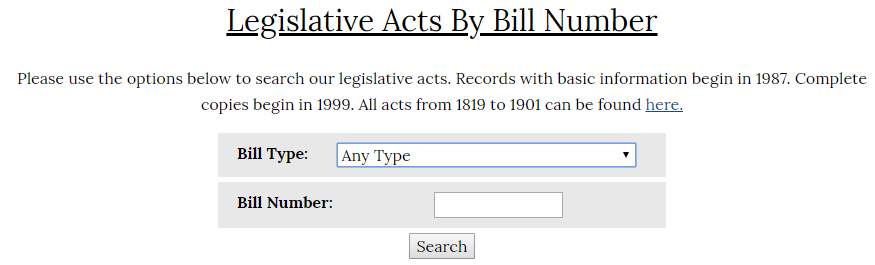 Legislative Acts By Bill Number
Please use the options below to search our legislative acts. Records with basic information begin in 1987. Complete
copies begin in 1999. All acts from 1819 to 1901 can be found here.
Bill Type: Any Type
Bill Number:
Search